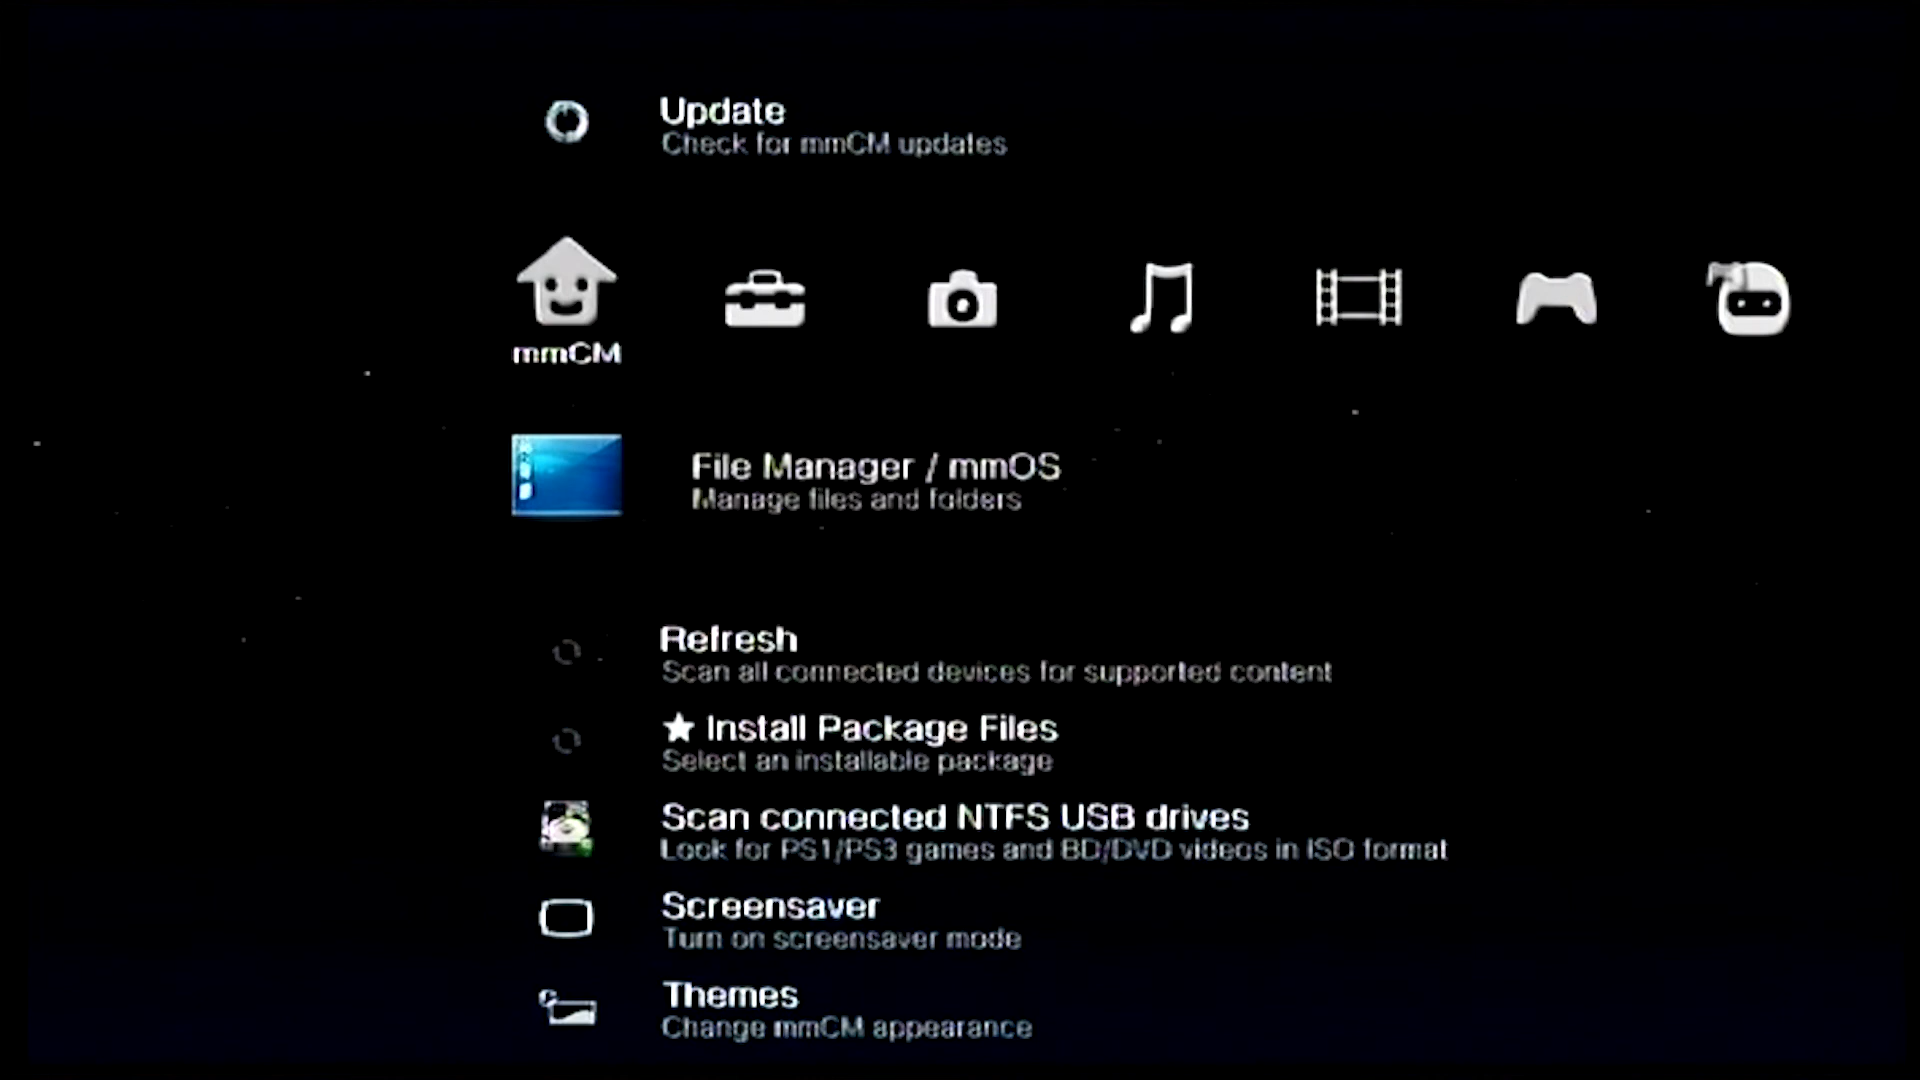 Update
Check for mmCM updates
mmCM
File Manager / mmOS
Manage files and folders
Refresh
Scan all connected devices for supported content
★ Install Package Files
Select an installable package
Scan connected NTFS USB drives
Look for PS1/PS3 games and BD/DVD videos in ISO format
Screensaver
Turn on screensaver mode
Themes
Change mmCM appearance